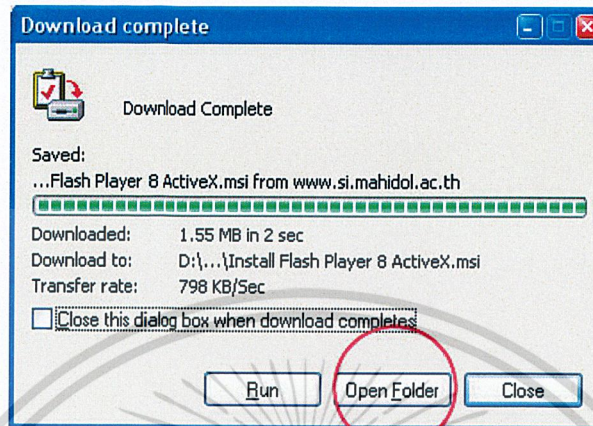 Download complete
Download Complete
Saved:
...Flash Player 8 ActiveX.msi from www.si.mahidol.ac.th
Downloaded: 1.55 MB in 2 sec
Download to: D:\...\Install Flash Player 8 ActiveX.msi
Transfer rate: 798 KB/Sec
Close this dialog box when download completes
Run Open Folder Close